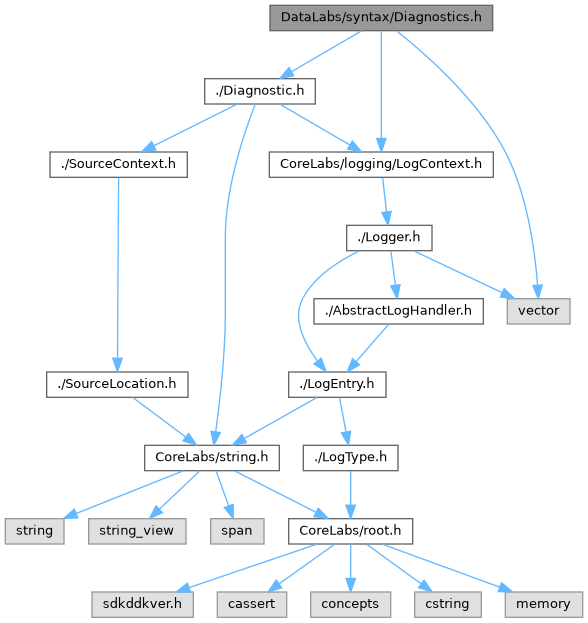 DataLabs/syntax/Diagnostics.h
./Diagnostic.h
./SourceContext.h
CoreLabs/logging/LogContext.h
./Logger.h
./AbstractLogHandler.h
vector
./SourceLocation.h
./LogEntry.h
CoreLabs/string.h
./LogType.h
string
string_view
span
CoreLabs/root.h
sdkddkver.h
cassert
concepts
cstring
memory